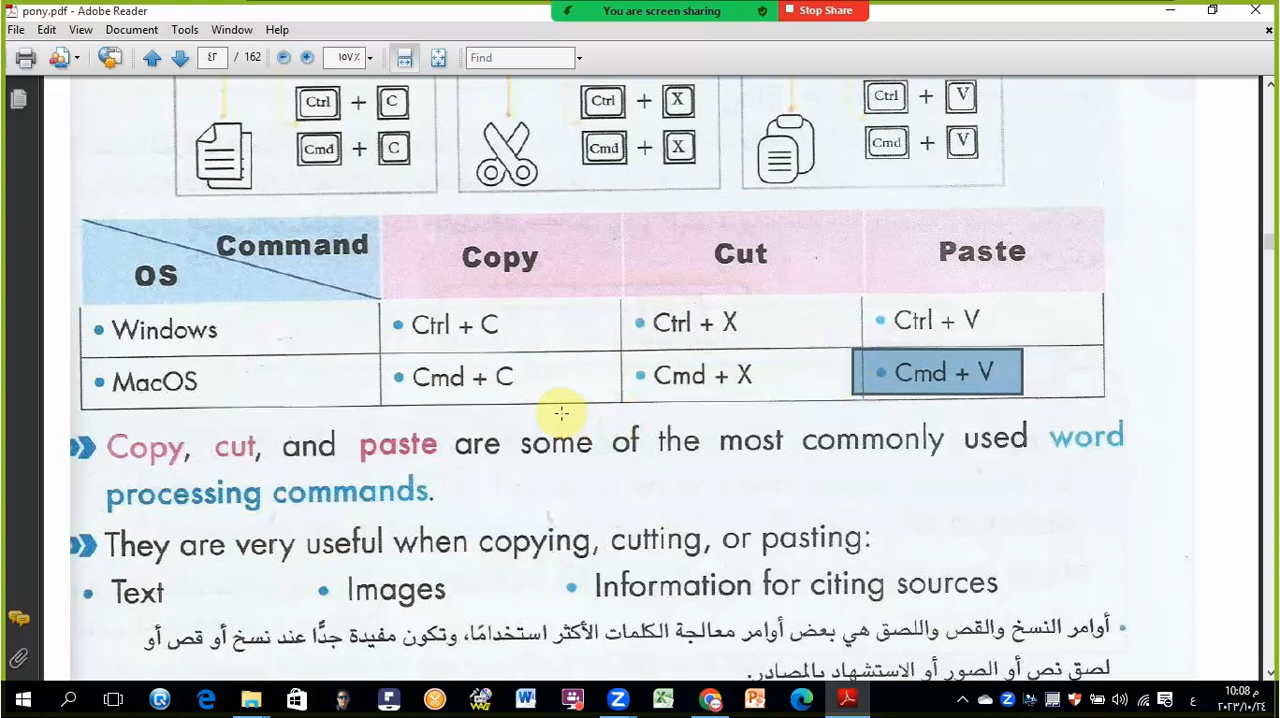 pony.pdf - Adobe Reader
You are screen sharing
Stop Share
File Edit View Document Tools Window Help
٤٣ / 162
١٥٧٪
Find
Ctrl + C
Ctrl + X
Ctrl + V
Cmd + C
Cmd + X
Cmd + V
Command
OS
Copy
Cut
Paste
• Windows
• Ctrl + C
• Ctrl + X
• Ctrl + V
• MacOS
• Cmd + C
• Cmd + X
• Cmd + V
Copy, cut, and paste are some of the most commonly used word
processing commands.
They are very useful when copying, cutting, or pasting:
• Text • Images • Information for citing sources
• أوامر النسخ والقص واللصق هي بعض أوامر معالجة الكلمات الأكثر استخدامًا، وتكون مفيدة جدًّا عند نسخ أو قص أو
لصق نص أو الصور أو الاستشهاد بالمصادر.
ع
10:08 م
٢٠٢٣/١٠/٢٤